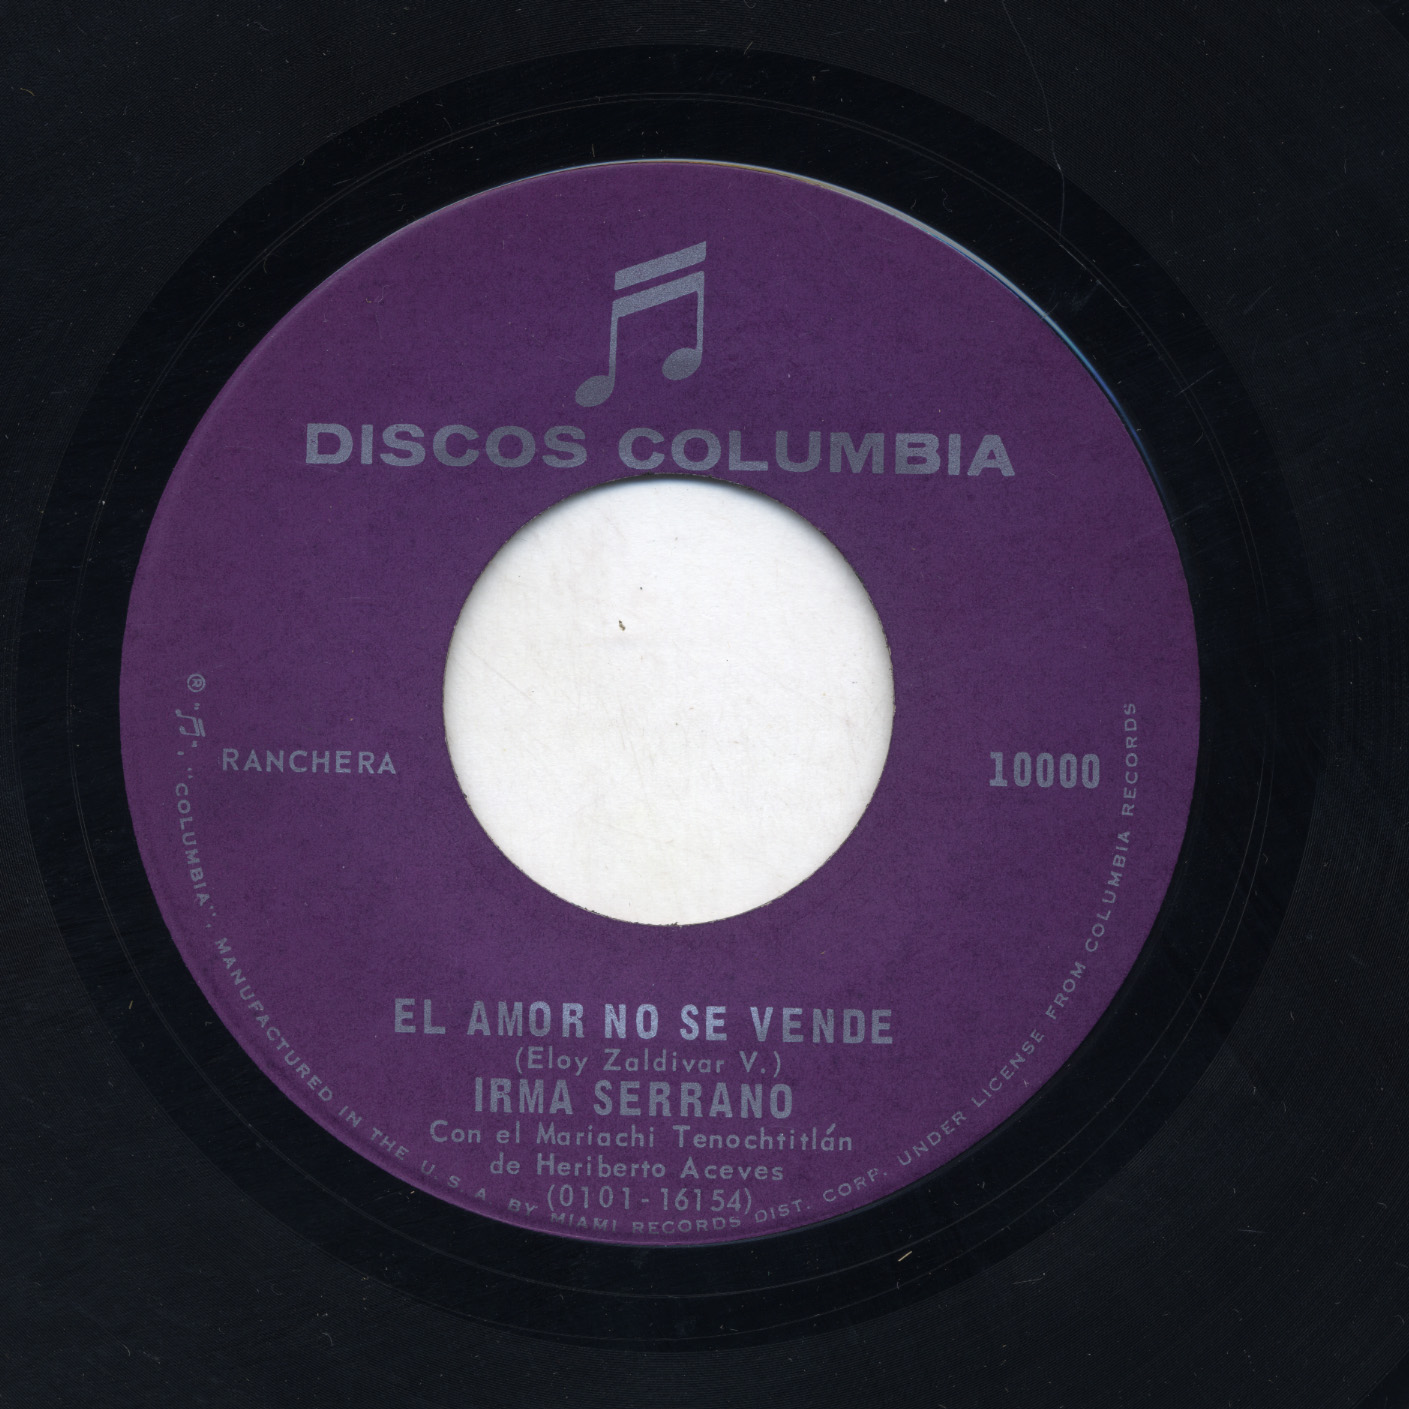 DISCOS COLUMBIA
RANCHERA
10000
EL AMOR NO SE VENDE
(Eloy Zaldivar V.)
IRMA SERRANO
Con el Mariachi Tenochtitlán
de Heriberto Aceves
(0101-16154)
® "♫", "COLUMBIA", MANUFACTURED IN THE U.S.A. BY MIAMI RECORDS DIST. CORP. UNDER LICENSE FROM COLUMBIA RECORDS